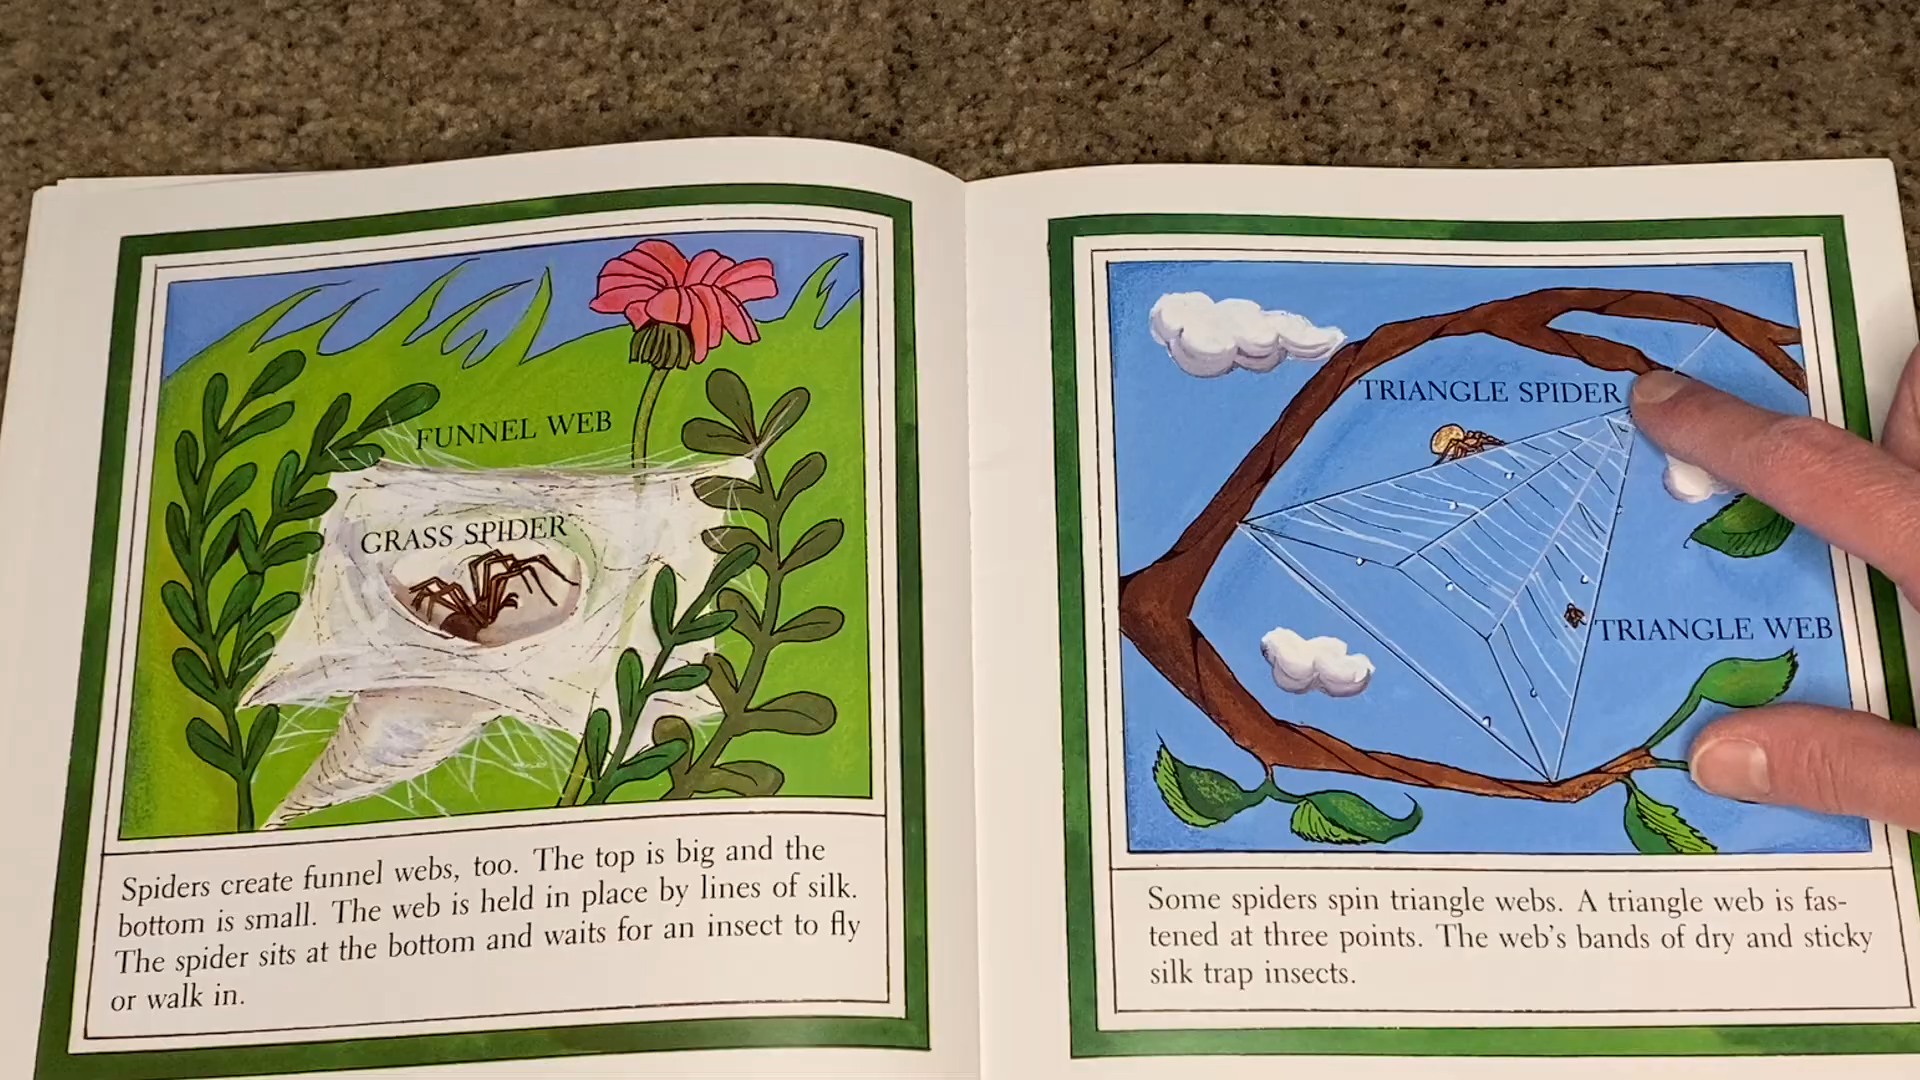 FUNNEL WEB
GRASS SPIDER
Spiders create funnel webs, too. The top is big and the
bottom is small. The web is held in place by lines of silk.
The spider sits at the bottom and waits for an insect to fly
or walk in.
TRIANGLE SPIDER
TRIANGLE WEB
Some spiders spin triangle webs. A triangle web is fas-
tened at three points. The web's bands of dry and sticky
silk trap insects.